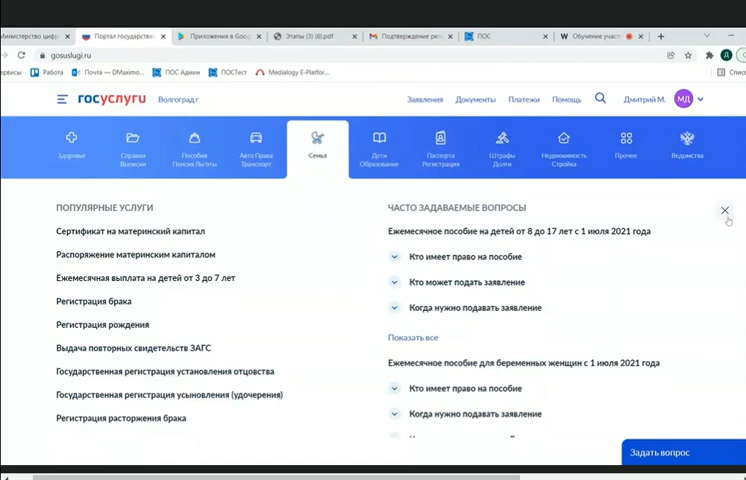 Министерство цифр
Портал государстве
Приложения в Goog
Этапы (3) (6).pdf
Подтверждение рег
ПОС
Обучение участн
gosuslugi.ru
Д
ервисы
Работа
Почта — DMaximo...
ПОС Админ
ПОСТест
Medialogy E-Platfor...
Списо
госуслуги
Волгоград г
Заявления
Документы
Платежи
Помощь
Дмитрий М.
МД
Здоровье
Справки
Выписки
Пособия
Пенсия Льготы
Авто Права
Транспорт
Семья
Дети
Образование
Паспорта
Регистрация
Штрафы
Долги
Недвижимость
Стройка
Прочее
Ведомства
ПОПУЛЯРНЫЕ УСЛУГИ
Сертификат на материнский капитал
Распоряжение материнским капиталом
Ежемесячная выплата на детей от 3 до 7 лет
Регистрация брака
Регистрация рождения
Выдача повторных свидетельств ЗАГС
Государственная регистрация установления отцовства
Государственная регистрация усыновления (удочерения)
Регистрация расторжения брака
ЧАСТО ЗАДАВАЕМЫЕ ВОПРОСЫ
Ежемесячное пособие на детей от 8 до 17 лет с 1 июля 2021 года
Кто имеет право на пособие
Кто может подать заявление
Когда нужно подавать заявление
Показать все
Ежемесячное пособие для беременных женщин с 1 июля 2021 года
Кто имеет право на пособие
Когда нужно подавать заявление
Задать вопрос